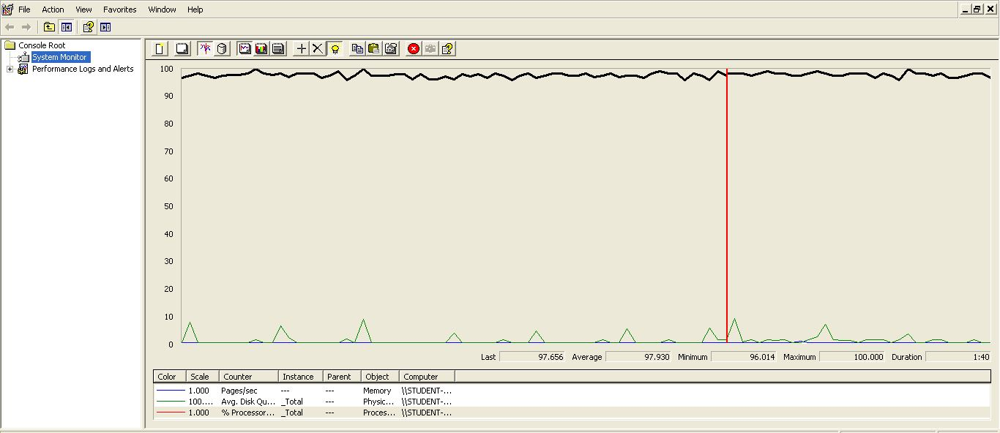 File Action View Favorites Window Help
Console Root
System Monitor
Performance Logs and Alerts
100
90
80
70
60
50
40
30
20
10
0
Last 97.656 Average 97.930 Minimum 96.014 Maximum 100.000 Duration 1:40
Color Scale Counter Instance Parent Object Computer
1.000 Pages/sec --- --- Memory \\STUDENT-...
100.... Avg. Disk Qu... _Total --- Physic... \\STUDENT-...
1.000 % Processor... _Total --- Proces... \\STUDENT-...